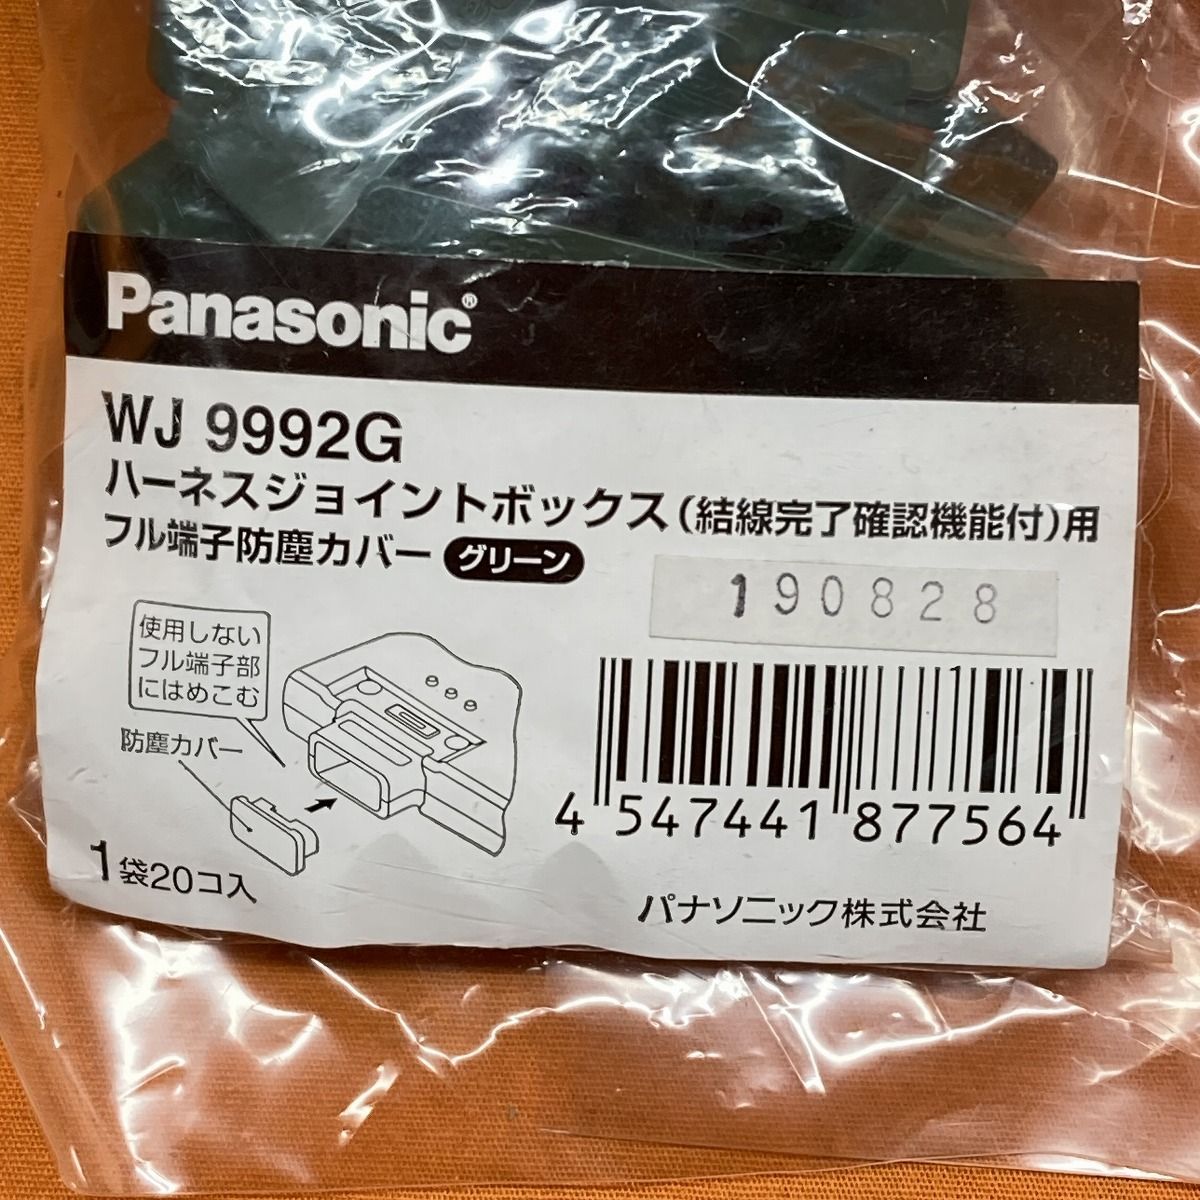 Panasonic®
WJ 9992G
ハーネスジョイントボックス(結線完了確認機能付)用
フル端子防塵カバー グリーン
190828
使用しない
フル端子部
にはめこむ
防塵カバー
1袋20コ入
4 547441 877564
パナソニック株式会社